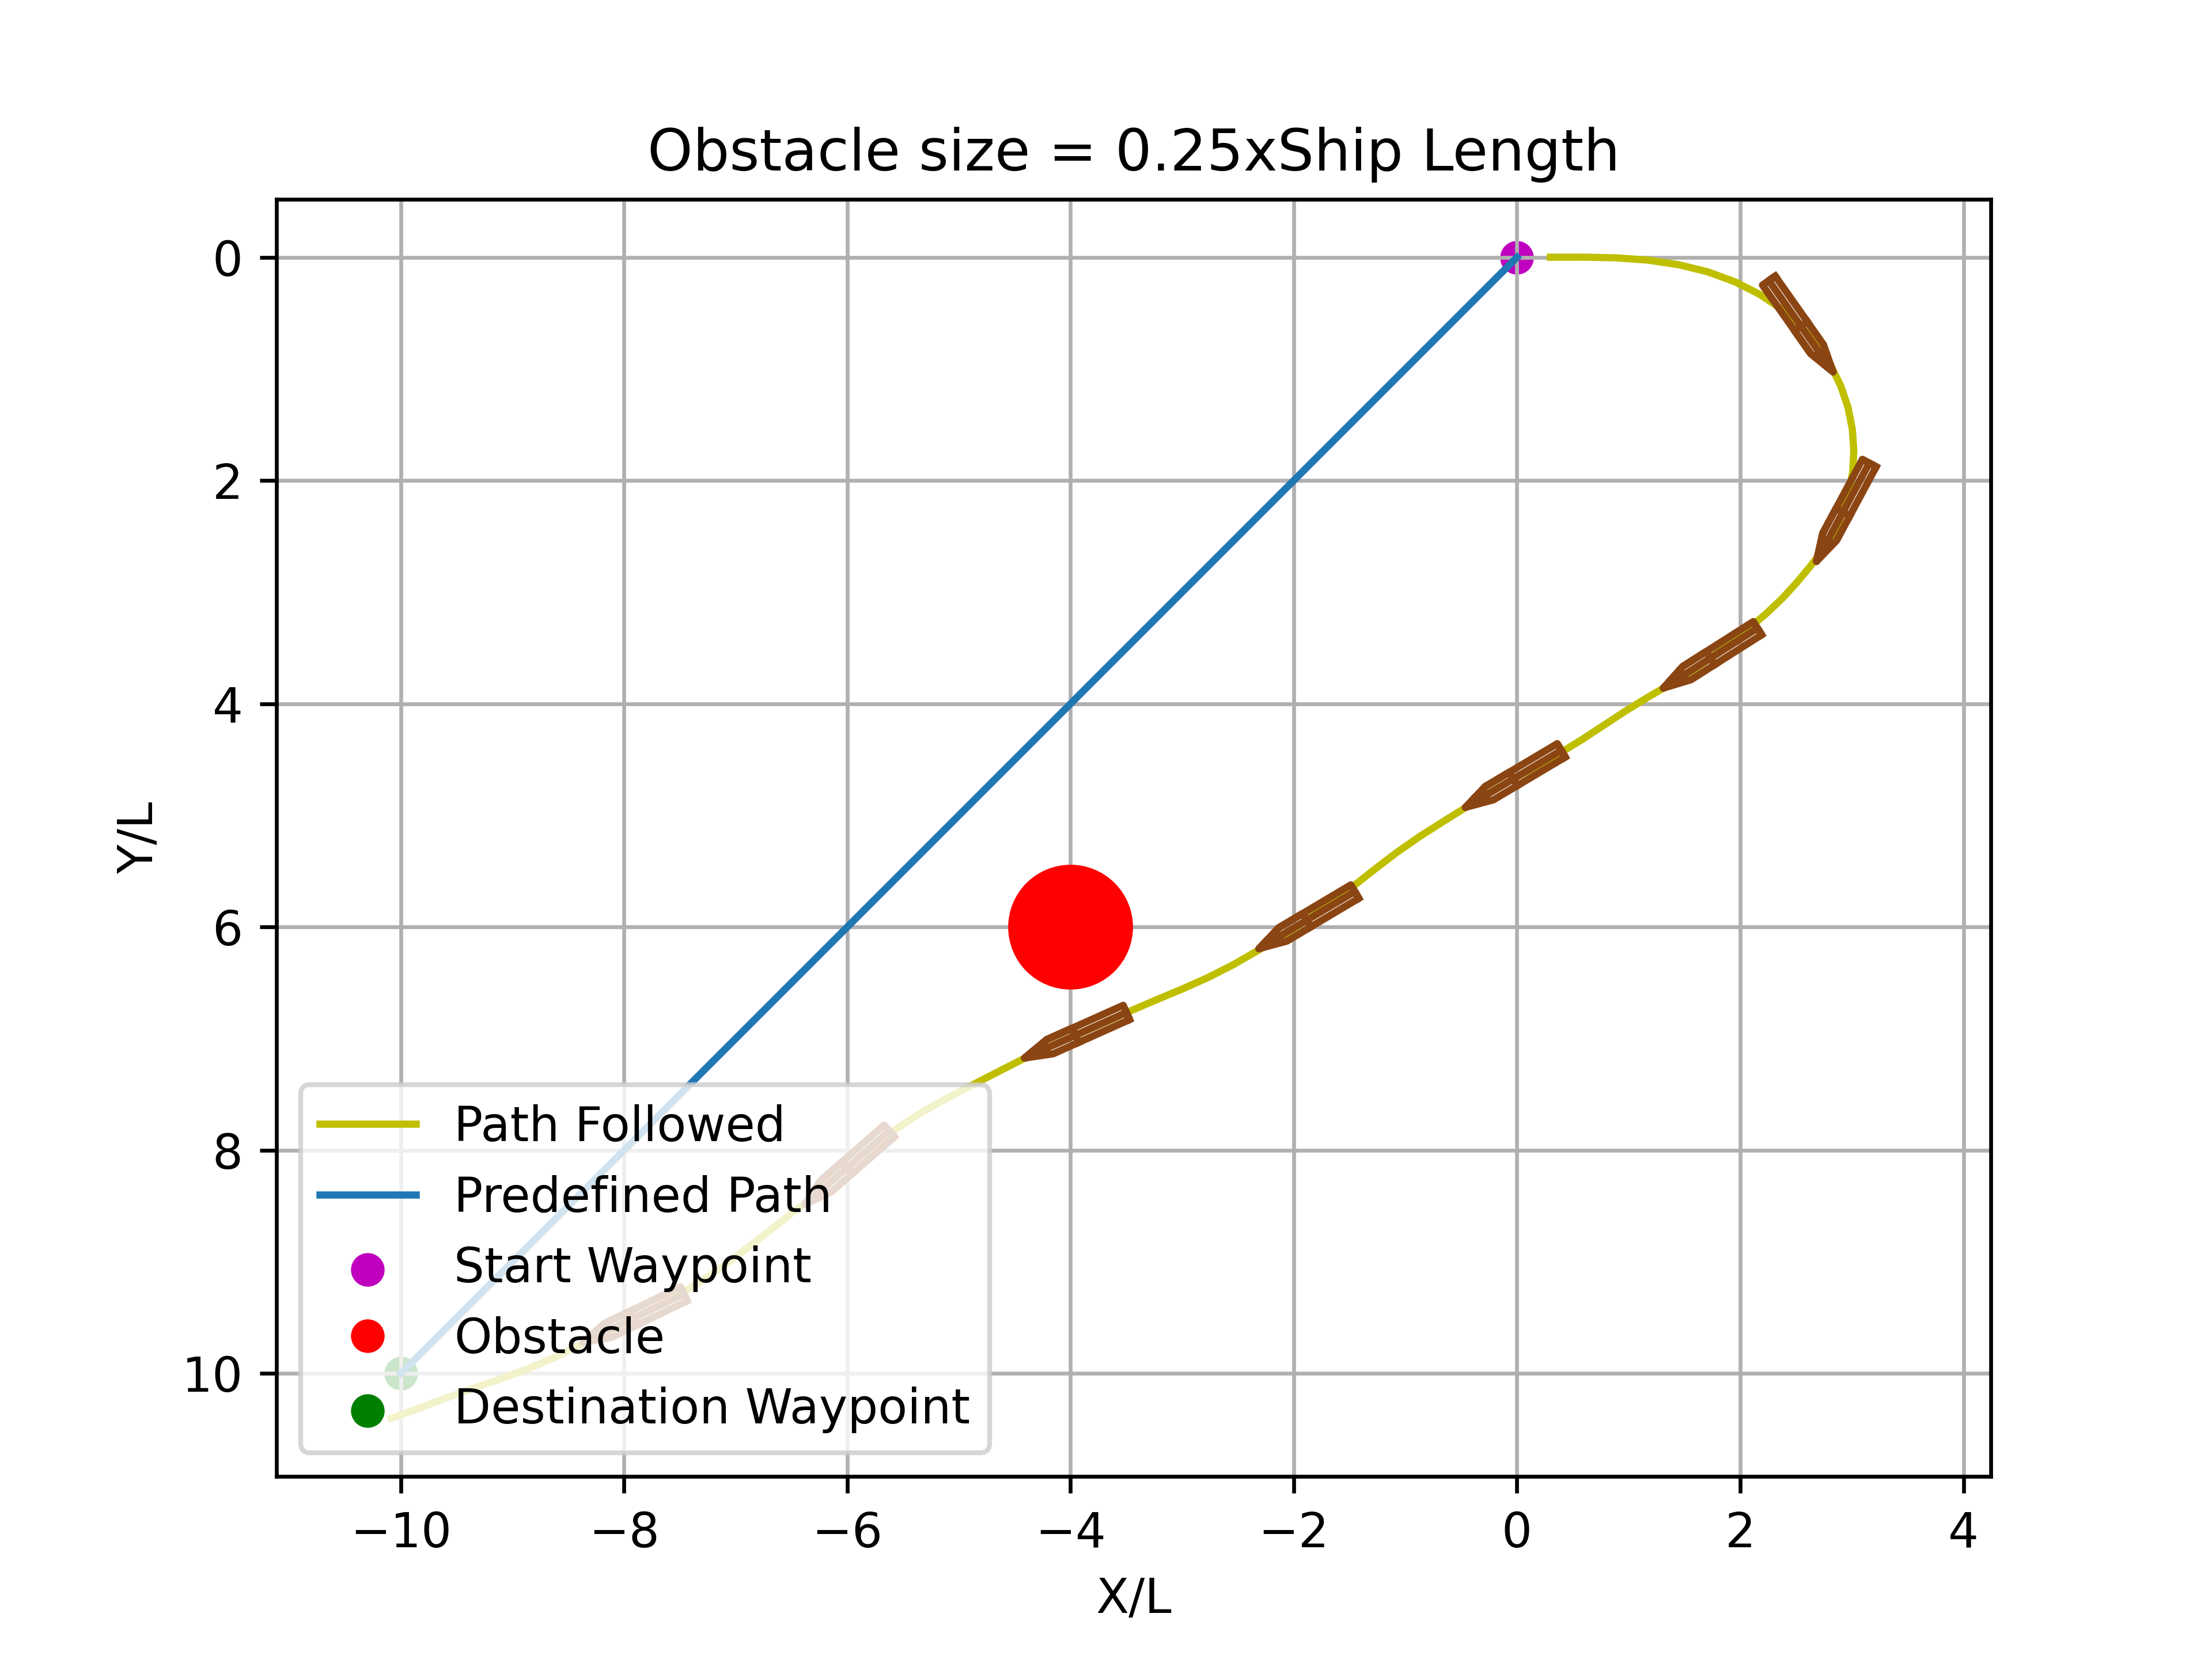 Obstacle size = 0.25xShip Length
0
2
4
6
8
10
Y/L
Path Followed
Predefined Path
Start Waypoint
Obstacle
Destination Waypoint
−10 −8 −6 −4 −2 0 2 4
X/L